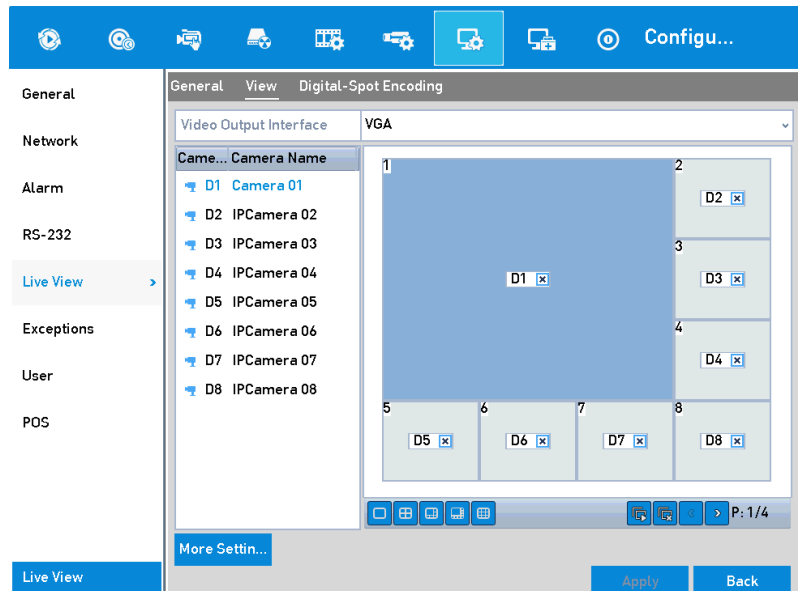 Configu...
General
Network
Alarm
RS-232
Live View
Exceptions
User
POS
Live View
General View Digital-Spot Encoding
Video Output Interface VGA
Came... Camera Name
D1 Camera 01
D2 IPCamera 02
D3 IPCamera 03
D4 IPCamera 04
D5 IPCamera 05
D6 IPCamera 06
D7 IPCamera 07
D8 IPCamera 08
1
D1
2
D2
3
D3
4
D4
5
D5
6
D6
7
D7
8
D8
P: 1/4
More Settin...
Apply Back